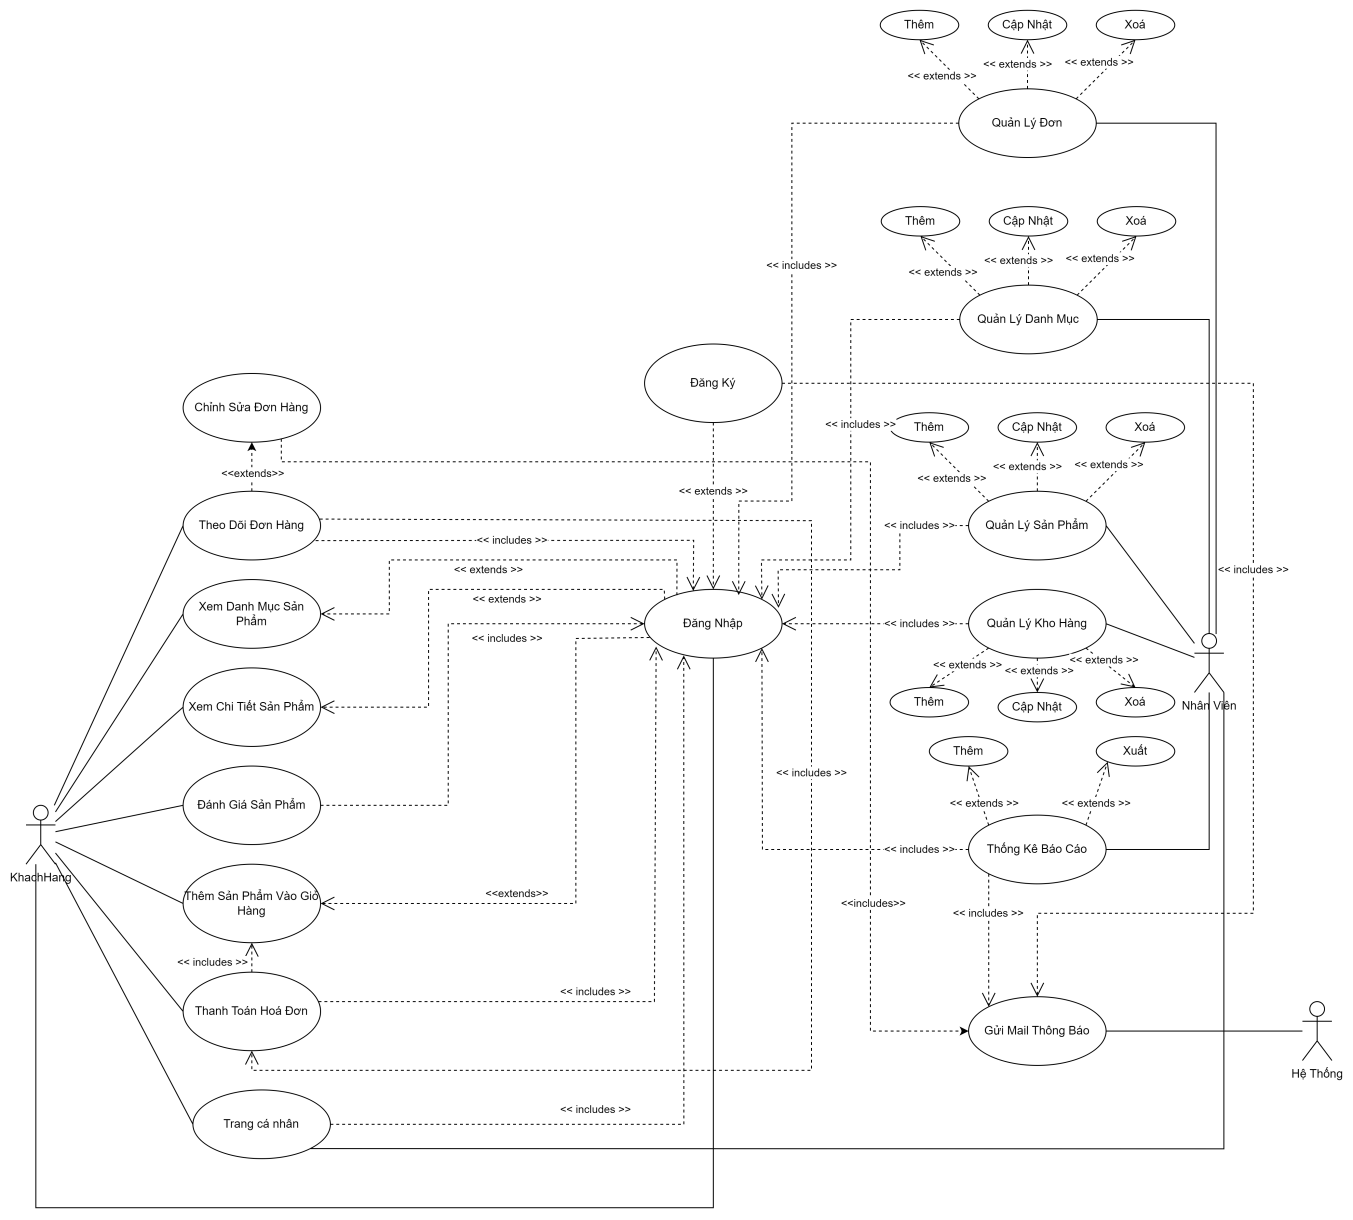 Thêm
Cập Nhật
Xoá
<< extends >>
<< extends >>
<< extends >>
Quản Lý Đơn
Thêm
Cập Nhật
Xoá
<< extends >>
<< extends >>
<< extends >>
<< includes >>
Quản Lý Danh Mục
Đăng Ký
Chỉnh Sửa Đơn Hàng
<< includes >>
Thêm
Cập Nhật
Xoá
<<extends>>
<< extends >>
<< extends >>
<< extends >>
<< extends >>
Theo Dõi Đơn Hàng
<< includes >>
Quản Lý Sản Phẩm
<< includes >>
<< extends >>
<< includes >>
Xem Danh Mục Sản
Phẩm
<< extends >>
Đăng Nhập
<< includes >>
Quản Lý Kho Hàng
<< includes >>
<< extends >>
<< extends >>
<< extends >>
Xem Chi Tiết Sản Phẩm
Thêm
Cập Nhật
Xoá
Nhân Viên
Thêm
Xuất
<< includes >>
Đánh Giá Sản Phẩm
<< extends >>
<< extends >>
<< includes >>
Thống Kê Báo Cáo
KhachHang
Thêm Sản Phẩm Vào Giỏ
Hàng
<<extends>>
<<includes>>
<< includes >>
<< includes >>
<< includes >>
Thanh Toán Hoá Đơn
Gửi Mail Thông Báo
Hệ Thống
<< includes >>
Trang cá nhân